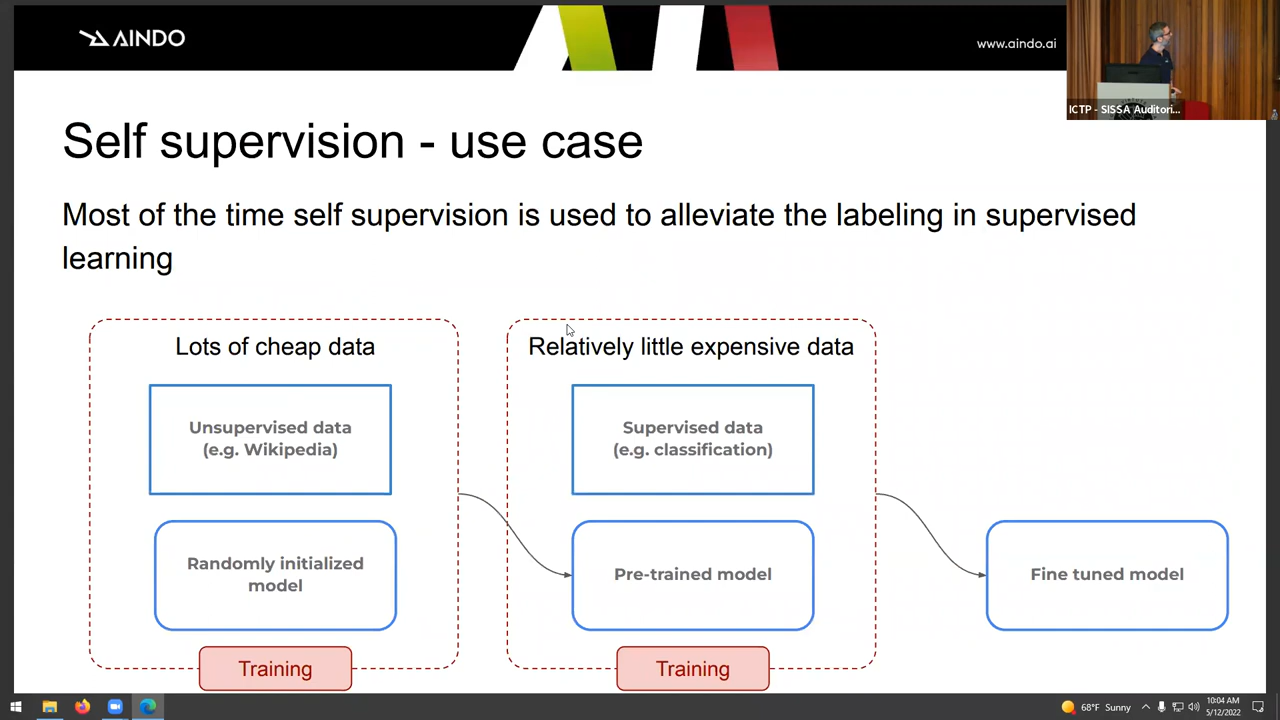 AINDO
www.aindo.ai
ICTP - SISSA Auditori...
Self supervision - use case
Most of the time self supervision is used to alleviate the labeling in supervised
learning
Lots of cheap data
Unsupervised data
(e.g. Wikipedia)
Randomly initialized
model
Training
Relatively little expensive data
Supervised data
(e.g. classification)
Pre-trained model
Training
Fine tuned model
68°F Sunny
10:04 AM
5/12/2022